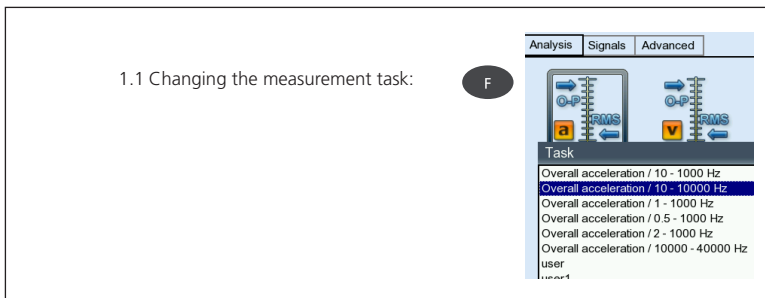 1.1 Changing the measurement task:
F
Analysis Signals Advanced
O-P O-P
RMS RMS
a v
Task
Overall acceleration / 10 - 1000 Hz
Overall acceleration / 10 - 10000 Hz
Overall acceleration / 1 - 1000 Hz
Overall acceleration / 0.5 - 1000 Hz
Overall acceleration / 2 - 1000 Hz
Overall acceleration / 10000 - 40000 Hz
user
user1